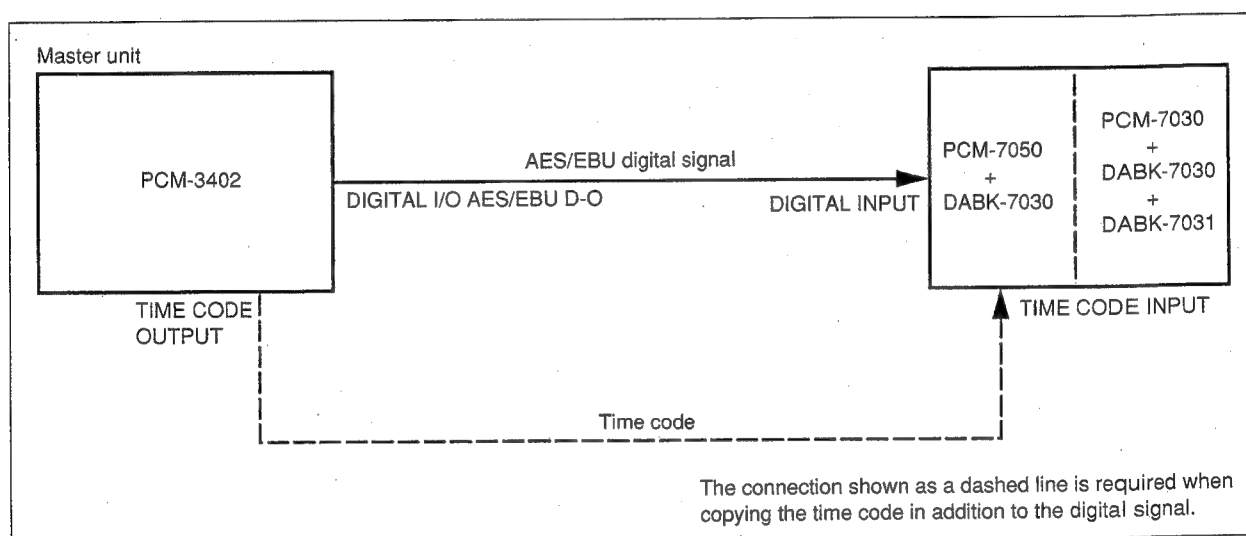 Master unit
PCM-3402
AES/EBU digital signal
DIGITAL I/O AES/EBU D-O
DIGITAL INPUT
PCM-7050
+
DABK-7030
PCM-7030
+
DABK-7030
+
DABK-7031
TIME CODE
OUTPUT
TIME CODE INPUT
Time code
The connection shown as a dashed line is required when
copying the time code in addition to the digital signal.